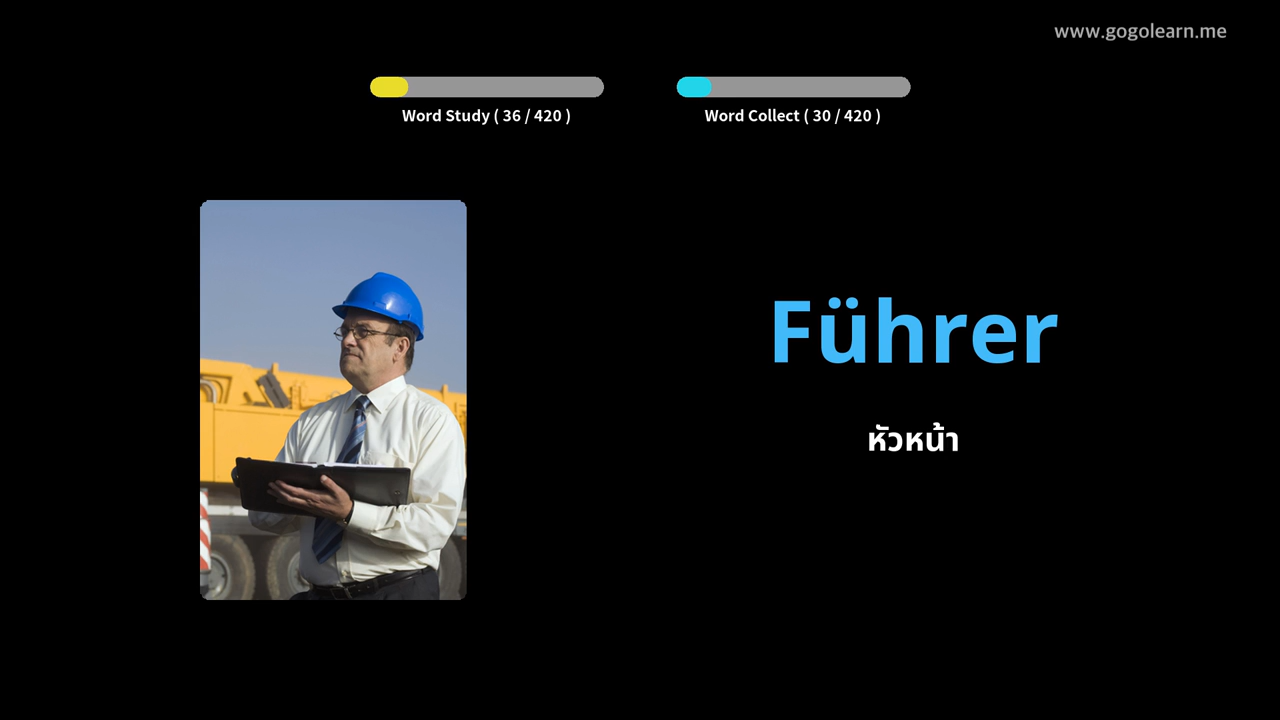 www.gogolearn.me
Word Study ( 36 / 420 )
Word Collect ( 30 / 420 )
Führer
หัวหน้า